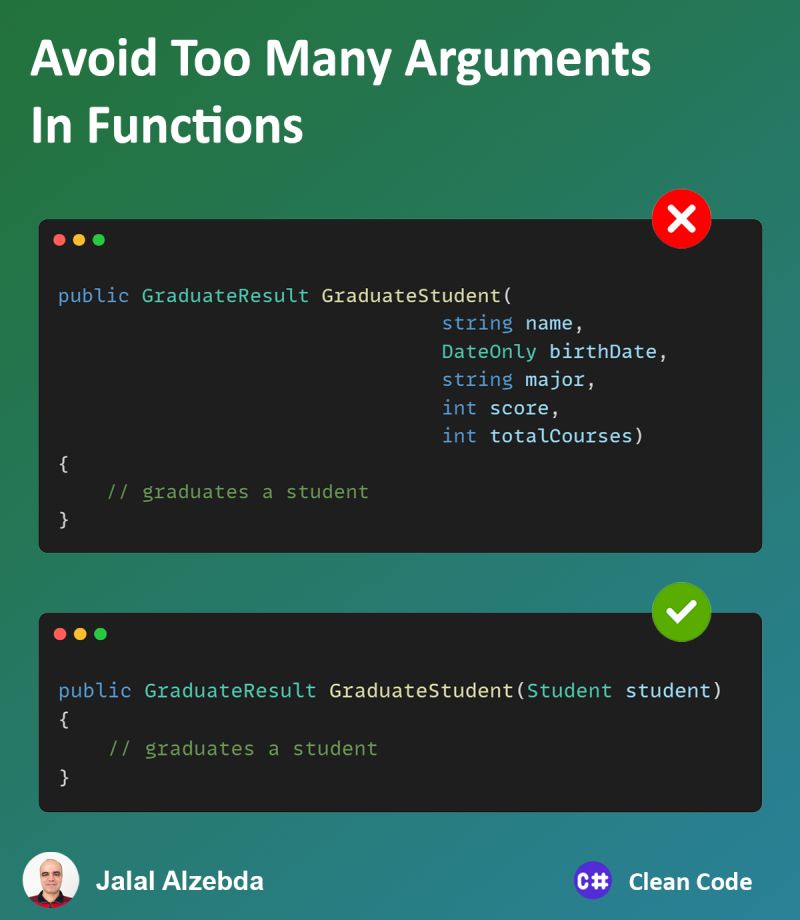 Avoid Too Many Arguments
In Functions
public GraduateResult GraduateStudent(
string name,
DateOnly birthDate,
string major,
int score,
int totalCourses)
{
// graduates a student
}
public GraduateResult GraduateStudent(Student student)
{
// graduates a student
}
Jalal Alzebda
C# Clean Code